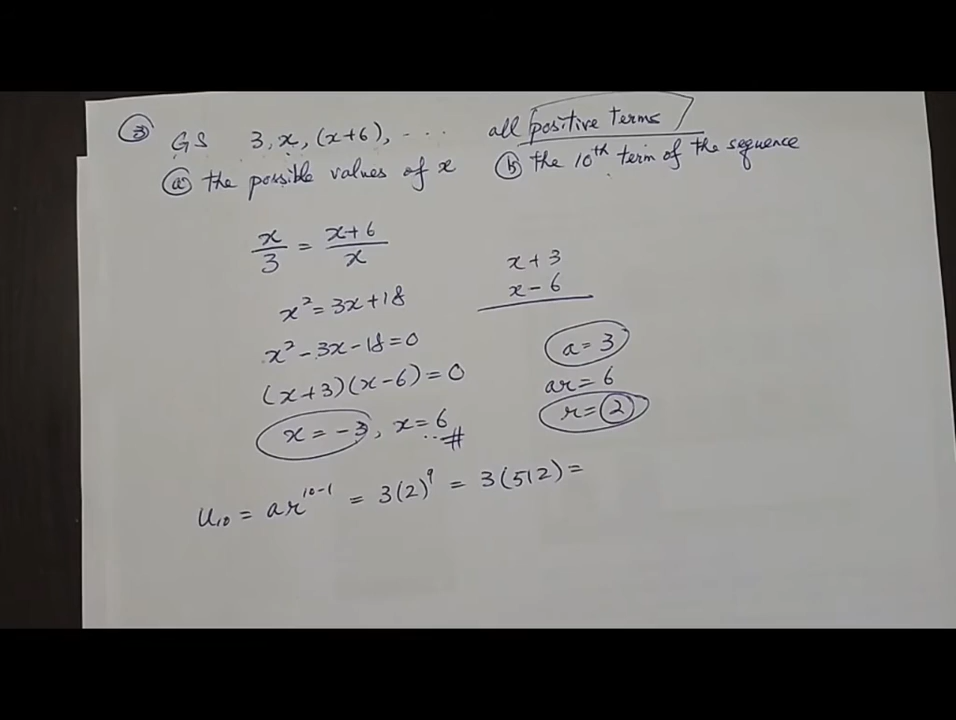 ③ GS 3, x, (x+6), ... all positive terms
ⓐ the possible values of x ⓑ the 10th term of the sequence
x/3 = x+6/x
x² = 3x+18
x² - 3x - 18 = 0
(x+3)(x-6) = 0
x = -3, x = 6 #
x + 3
x - 6
a = 3
ar = 6
r = 2
u₁₀ = ar¹⁰⁻¹ = 3(2)⁹ = 3(512) =